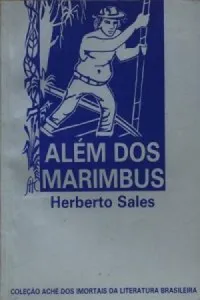 ALÉM DOS
MARIMBUS
Herberto Sales
COLEÇÃO ACHÉ DOS IMORTAIS DA LITERATURA BRASILEIRA